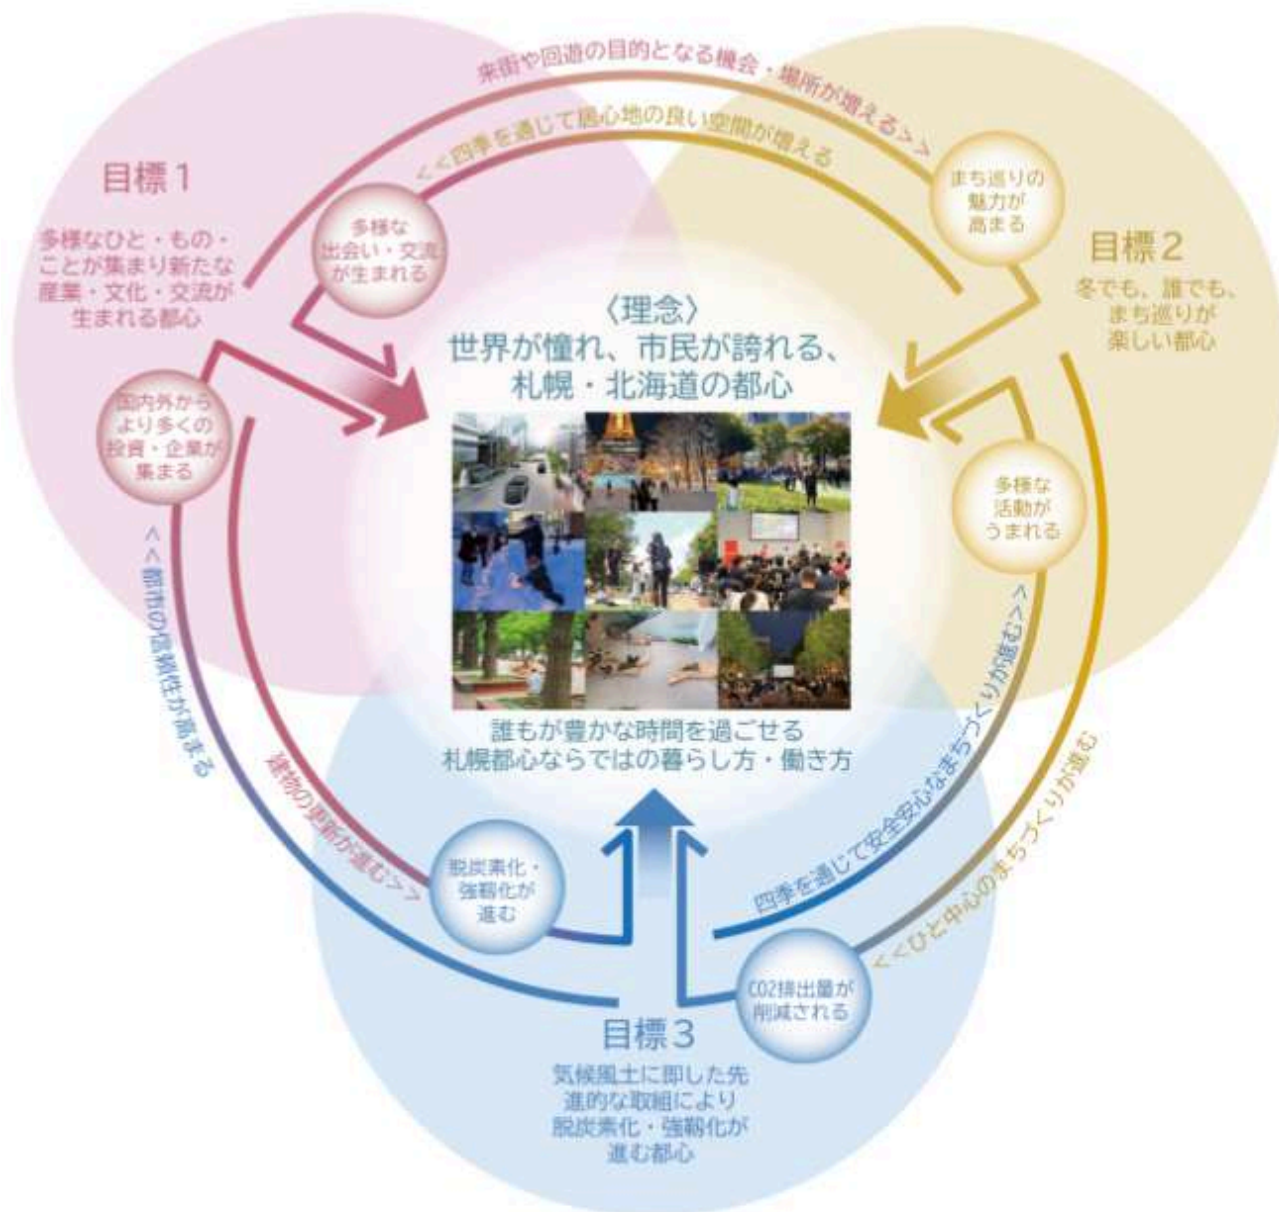 来街や回遊の目的となる機会・場所が増える>>
<<四季を通じて居心地の良い空間が増える
目標1
多様なひと・もの・
ことが集まり新たな
産業・文化・交流が
生まれる都心
多様な
出会い・交流
が生まれる
まち巡りの
魅力が
高まる
目標2
冬でも、誰でも、
まち巡りが
楽しい都心
〈理念〉
世界が憧れ、市民が誇れる、
札幌・北海道の都心
国内外から
より多くの
投資・企業が
集まる
多様な
活動が
うまれる
<<都市の信頼性が高まる
建物の更新が進む>>
誰もが豊かな時間を過ごせる
札幌都心ならではの暮らし方・働き方
四季を通じて安全安心なまちづくりが進む>>
<<ひと中心のまちづくりが進む
脱炭素化・
強靱化が
進む
CO2排出量が
削減される
目標3
気候風土に即した先
進的な取組により
脱炭素化・強靱化が
進む都心